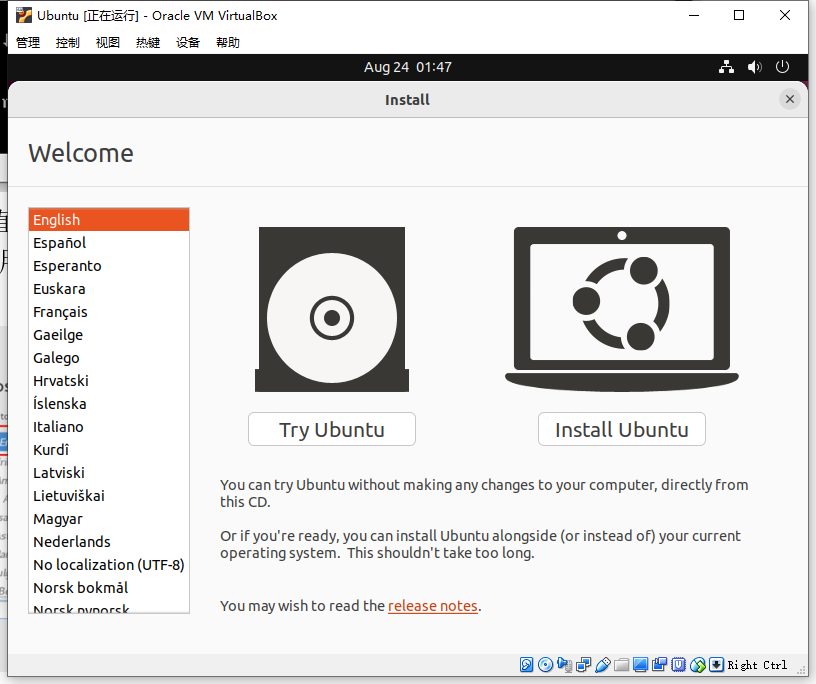 Ubuntu [正在运行] - Oracle VM VirtualBox
管理 控制 视图 热键 设备 帮助
Aug 24 01:47
Install
Welcome
English
Español
Esperanto
Euskara
Français
Gaeilge
Galego
Hrvatski
Íslenska
Italiano
Kurdî
Latviski
Lietuviškai
Magyar
Nederlands
No localization (UTF-8)
Norsk bokmål
Norsk nynorsk
Try Ubuntu
Install Ubuntu
You can try Ubuntu without making any changes to your computer, directly from
this CD.
Or if you're ready, you can install Ubuntu alongside (or instead of) your current
operating system. This shouldn't take too long.
You may wish to read the release notes.
Right Ctrl